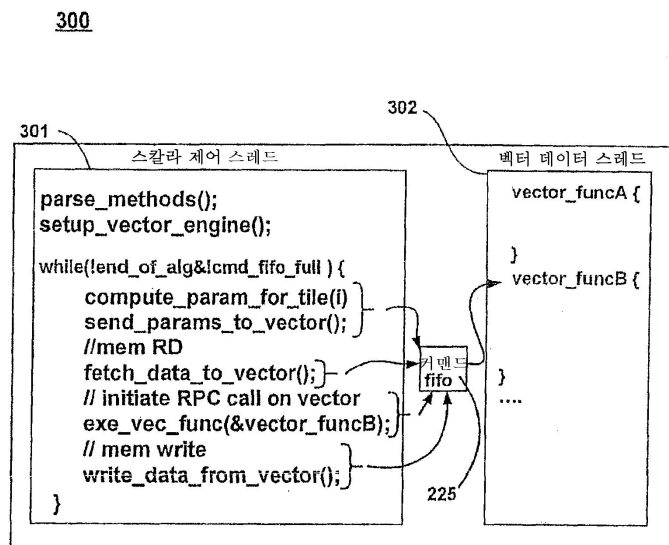 300
301
302
스칼라 제어 스레드
벡터 데이터 스레드
parse_methods();
setup_vector_engine();
while(!end_of_alg&!cmd_fifo_full ) {
compute_param_for_tile(i)
send_params_to_vector();
//mem RD
fetch_data_to_vector();
// initiate RPC call on vector
exe_vec_func(&vector_funcB);
// mem write
write_data_from_vector();
}
커맨드
fifo
225
vector_funcA {
}
vector_funcB {
}
....